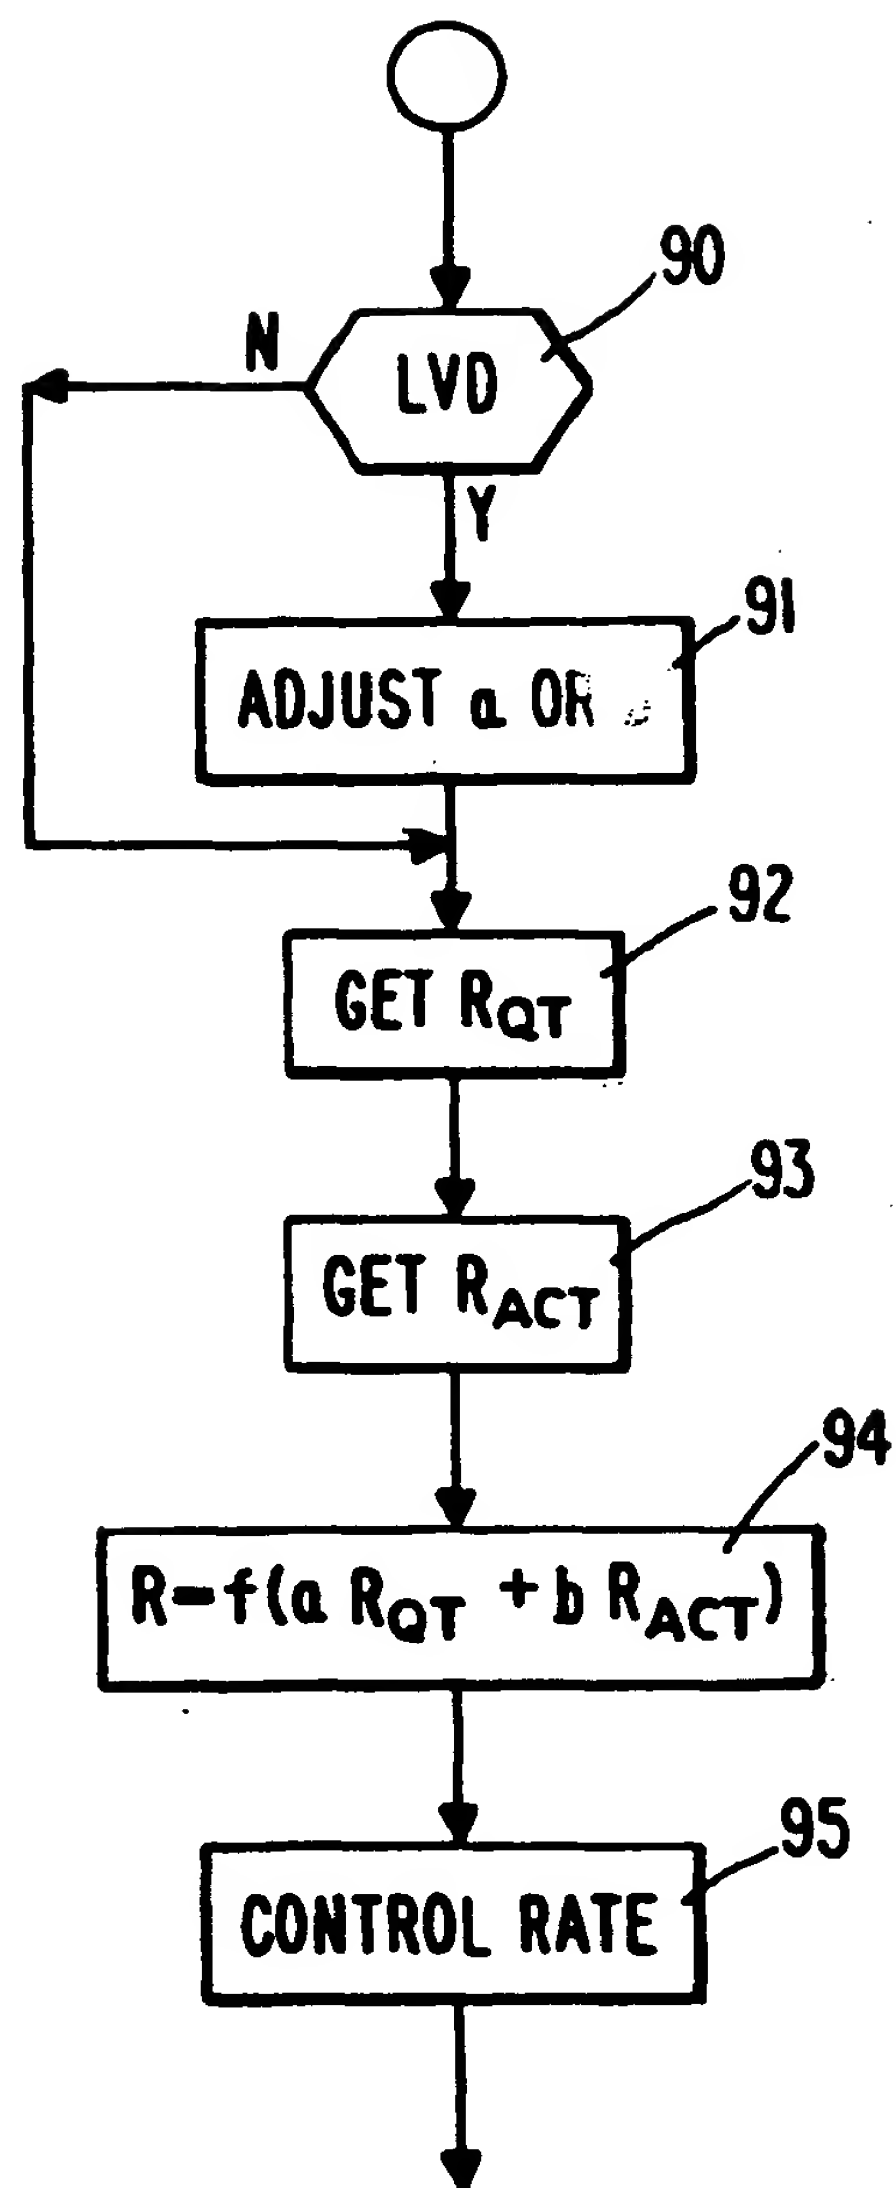 90
N
LVD
Y
91
ADJUST a OR
92
GET RQT
93
GET RACT
94
R=f(a RQT + b RACT)
95
CONTROL RATE